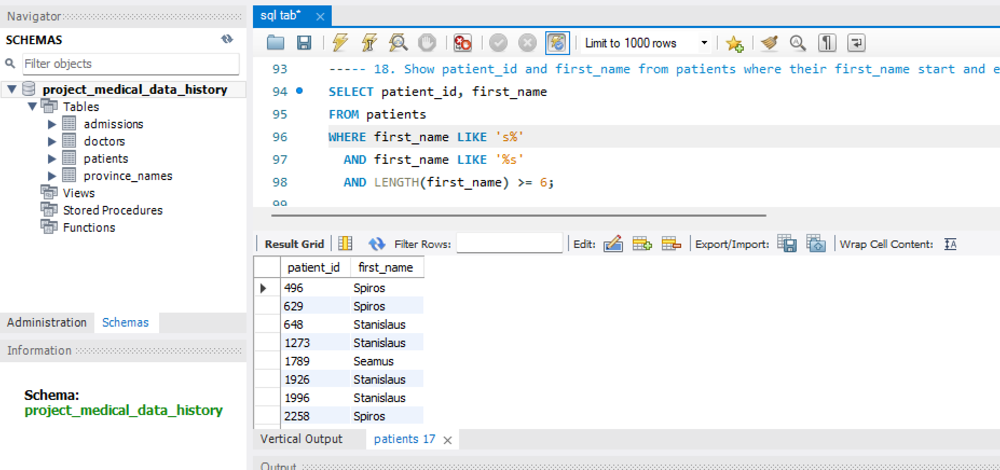 Navigator
SCHEMAS
Filter objects
project_medical_data_history
Tables
admissions
doctors
patients
province_names
Views
Stored Procedures
Functions
Administration
Schemas
Information
Schema:
project_medical_data_history
sql tab*
Limit to 1000 rows
93 ----- 18. Show patient_id and first_name from patients where their first_name start and e
94 SELECT patient_id, first_name
95 FROM patients
96 WHERE first_name LIKE 's%'
97 AND first_name LIKE '%s'
98 AND LENGTH(first_name) >= 6;
99
Result Grid Filter Rows: Edit: Export/Import: Wrap Cell Content:
patient_id first_name
496 Spiros
629 Spiros
648 Stanislaus
1273 Stanislaus
1789 Seamus
1926 Stanislaus
1996 Stanislaus
2258 Spiros
Vertical Output
patients 17
Output